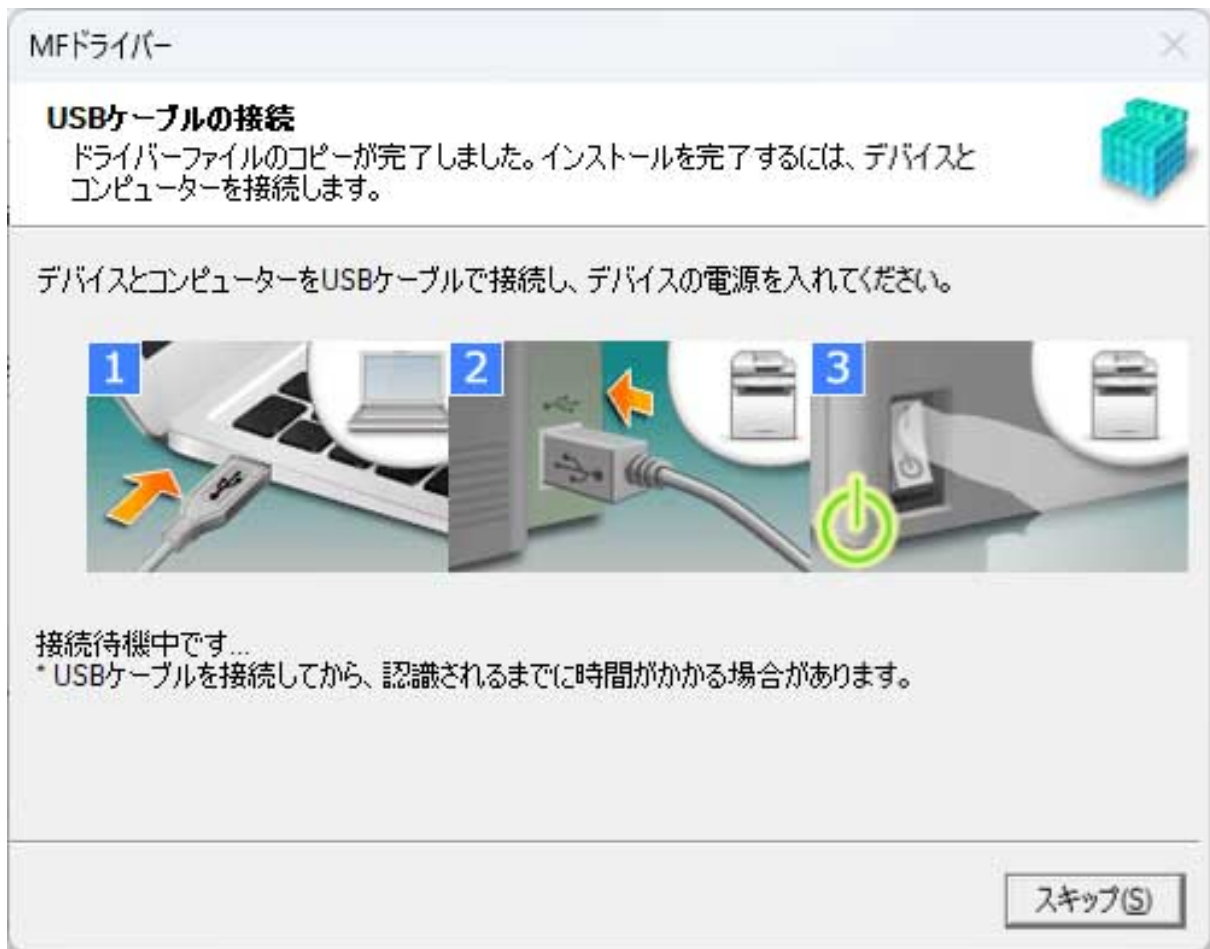 MFドライバー
USBケーブルの接続
ドライバーファイルのコピーが完了しました。インストールを完了するには、デバイスと
コンピューターを接続します。
デバイスとコンピューターをUSBケーブルで接続し、デバイスの電源を入れてください。
1
2
3
接続待機中です...
* USBケーブルを接続してから、認識されるまでに時間がかかる場合があります。
スキップ(S)